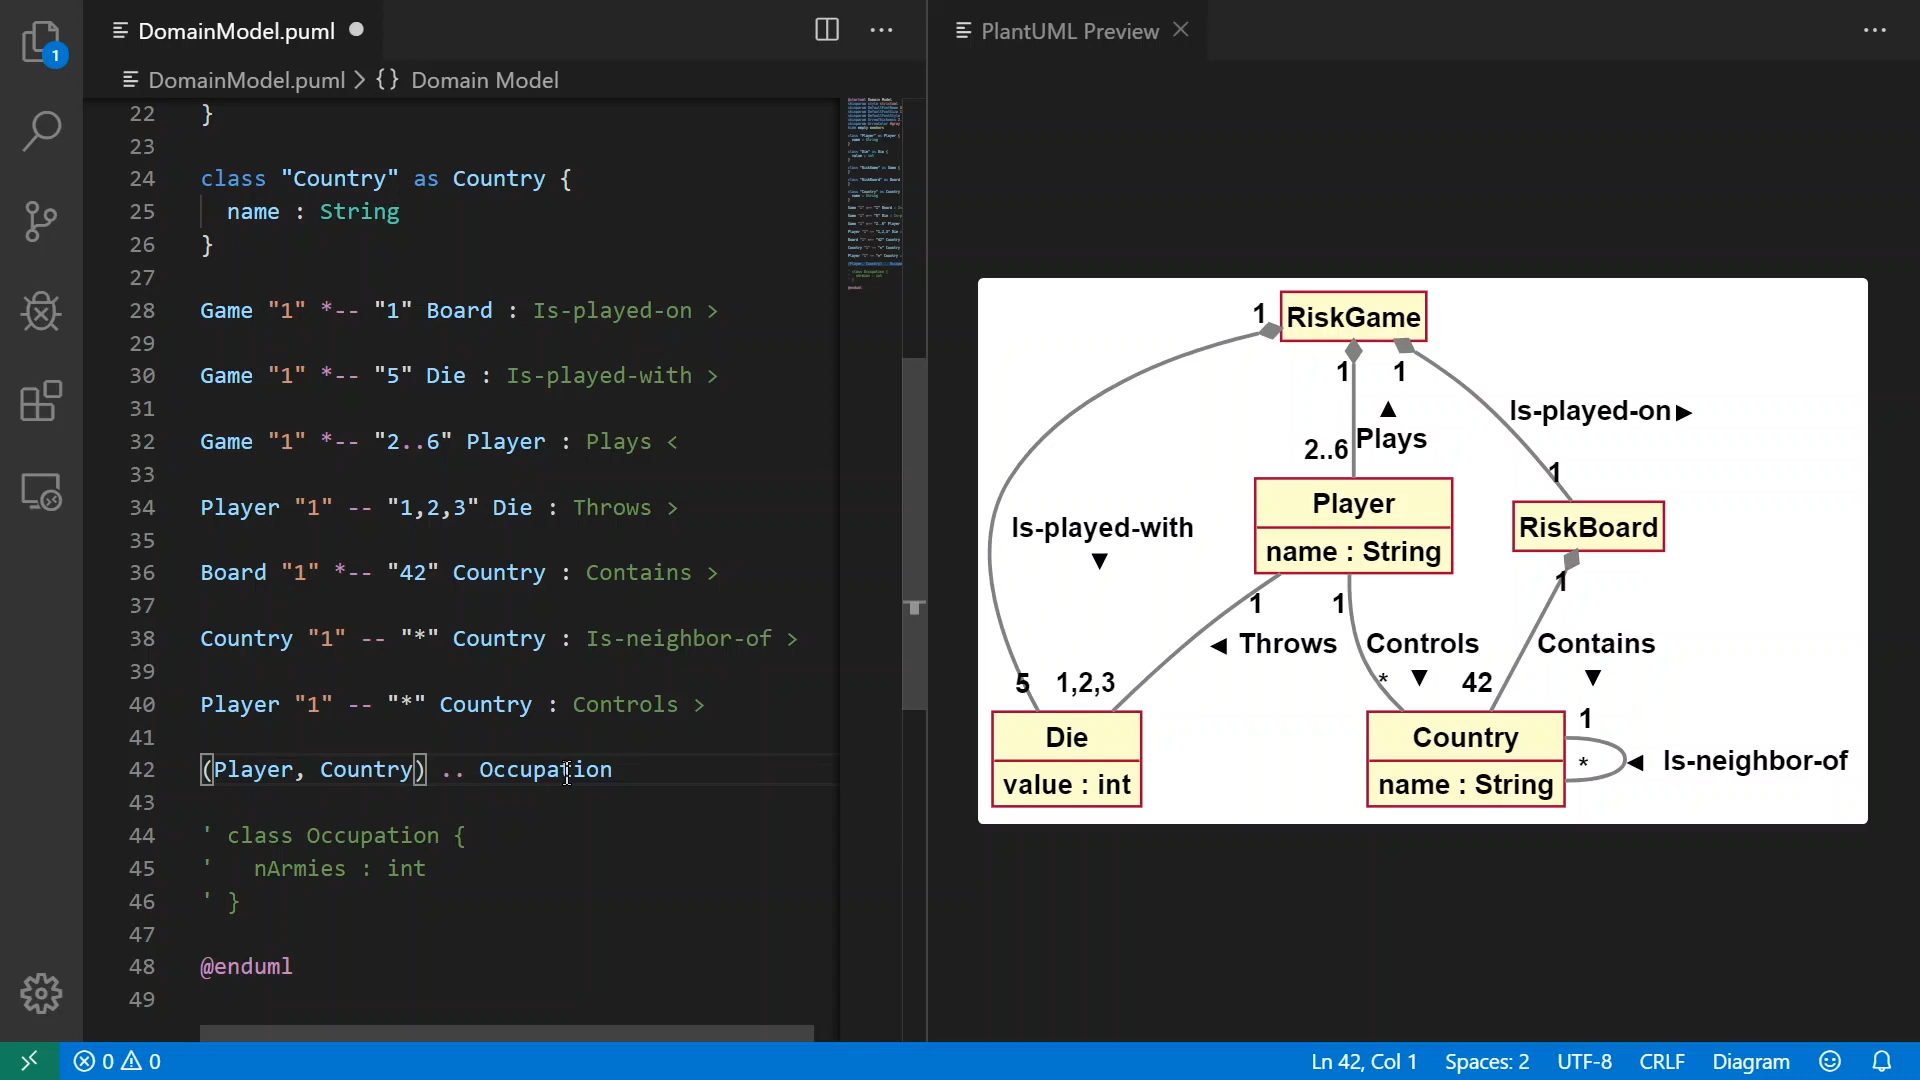 1
DomainModel.puml
PlantUML Preview
DomainModel.puml > {} Domain Model
22 }
23
24 class "Country" as Country {
25 name : String
26 }
27
28 Game "1" *-- "1" Board : Is-played-on >
29
30 Game "1" *-- "5" Die : Is-played-with >
31
32 Game "1" *-- "2..6" Player : Plays <
33
34 Player "1" -- "1,2,3" Die : Throws >
35
36 Board "1" *-- "42" Country : Contains >
37
38 Country "1" -- "*" Country : Is-neighbor-of >
39
40 Player "1" -- "*" Country : Controls >
41
42 (Player, Country) .. Occupation
43
44 ' class Occupation {
45 ' nArmies : int
46 ' }
47
48 @enduml
49
1 RiskGame
1 1
Is-played-on
Plays
2..6
1
Player
name : String
Is-played-with
RiskBoard
1 1 1
Throws Controls Contains
5 1,2,3 * 42
1
Die
value : int
Country
name : String
* Is-neighbor-of
0 0
Ln 42, Col 1 Spaces: 2 UTF-8 CRLF Diagram